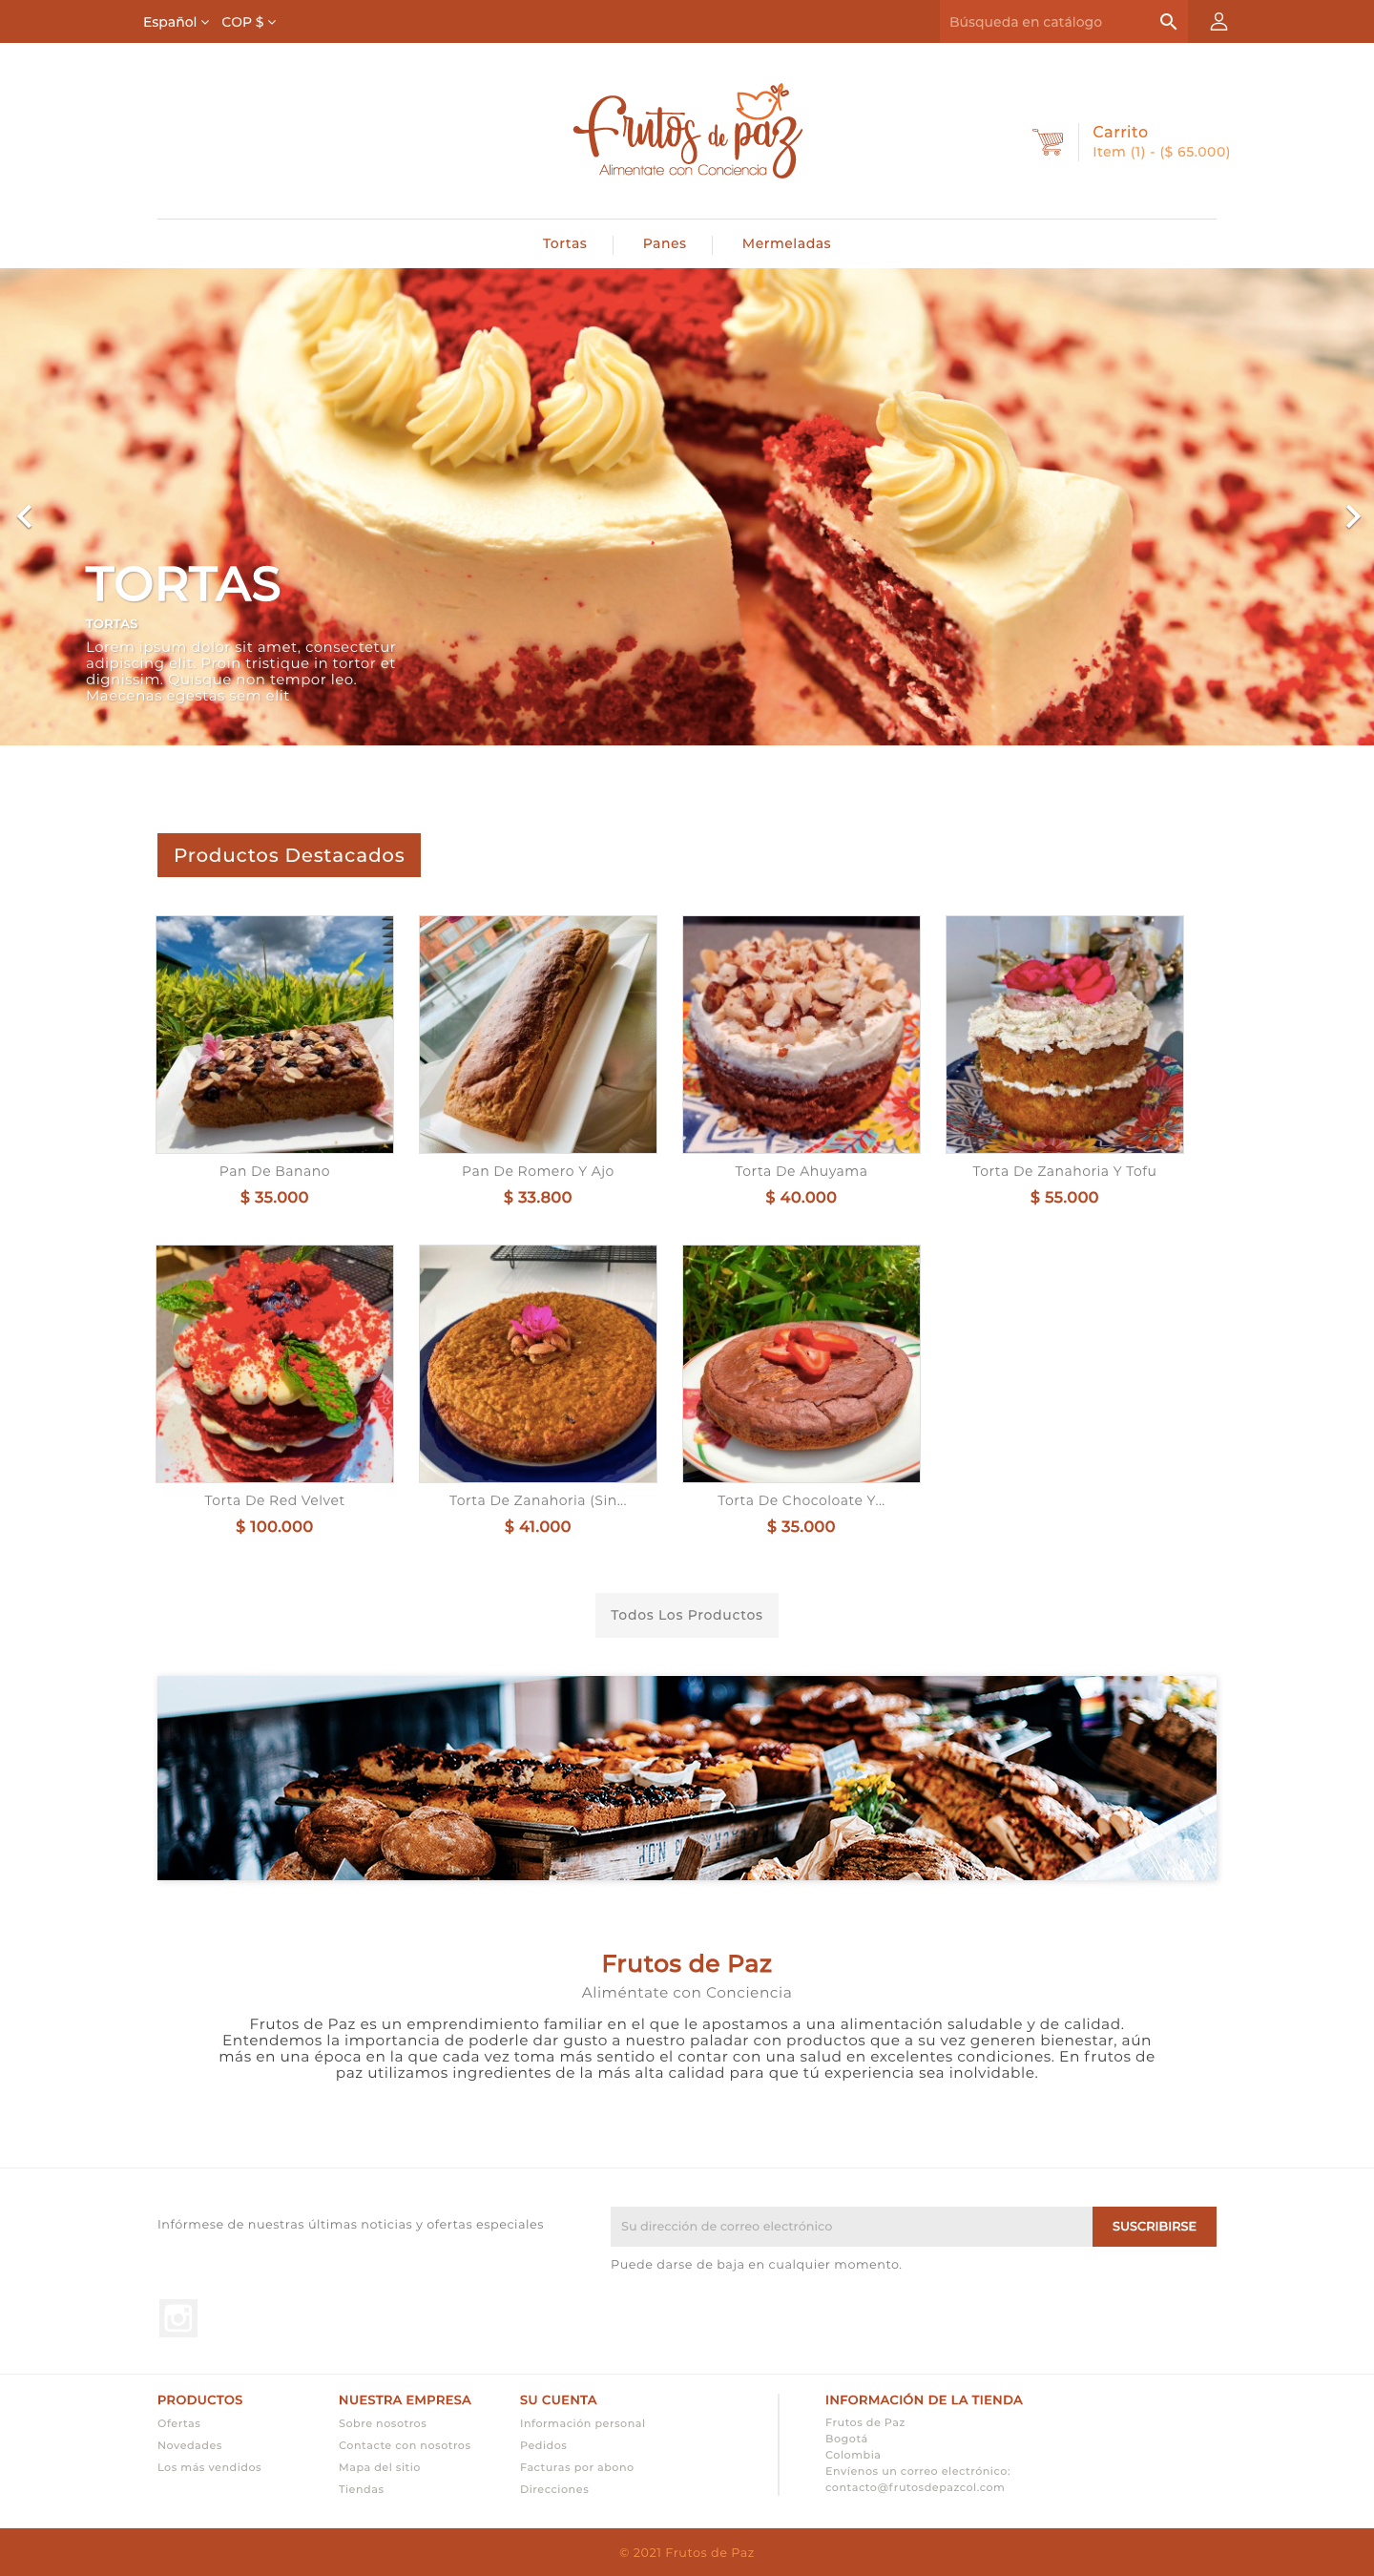 Español COP $ Búsqueda en catálogo
Frutos de paz
Alimentate con Conciencia
Carrito
Item (1) - ($ 65.000)
Tortas Panes Mermeladas
TORTAS
TORTAS
Lorem ipsum dolor sit amet, consectetur
adipiscing elit. Proin tristique in tortor et
dignissim. Quisque non tempor leo.
Maecenas egestas sem elit
Productos Destacados
Pan De Banano
$ 35.000
Pan De Romero Y Ajo
$ 33.800
Torta De Ahuyama
$ 40.000
Torta De Zanahoria Y Tofu
$ 55.000
Torta De Red Velvet
$ 100.000
Torta De Zanahoria (Sin...
$ 41.000
Torta De Chocoloate Y...
$ 35.000
Todos Los Productos
Frutos de Paz
Aliméntate con Conciencia
Frutos de Paz es un emprendimiento familiar en el que le apostamos a una alimentación saludable y de calidad.
Entendemos la importancia de poderle dar gusto a nuestro paladar con productos que a su vez generen bienestar, aún
más en una época en la que cada vez toma más sentido el contar con una salud en excelentes condiciones. En frutos de
paz utilizamos ingredientes de la más alta calidad para que tú experiencia sea inolvidable.
Infórmese de nuestras últimas noticias y ofertas especiales
Su dirección de correo electrónico
SUSCRIBIRSE
Puede darse de baja en cualquier momento.
PRODUCTOS
Ofertas
Novedades
Los más vendidos
NUESTRA EMPRESA
Sobre nosotros
Contacte con nosotros
Mapa del sitio
Tiendas
SU CUENTA
Información personal
Pedidos
Facturas por abono
Direcciones
INFORMACIÓN DE LA TIENDA
Frutos de Paz
Bogotá
Colombia
Envíenos un correo electrónico:
contacto@frutosdepazcol.com
© 2021 Frutos de Paz